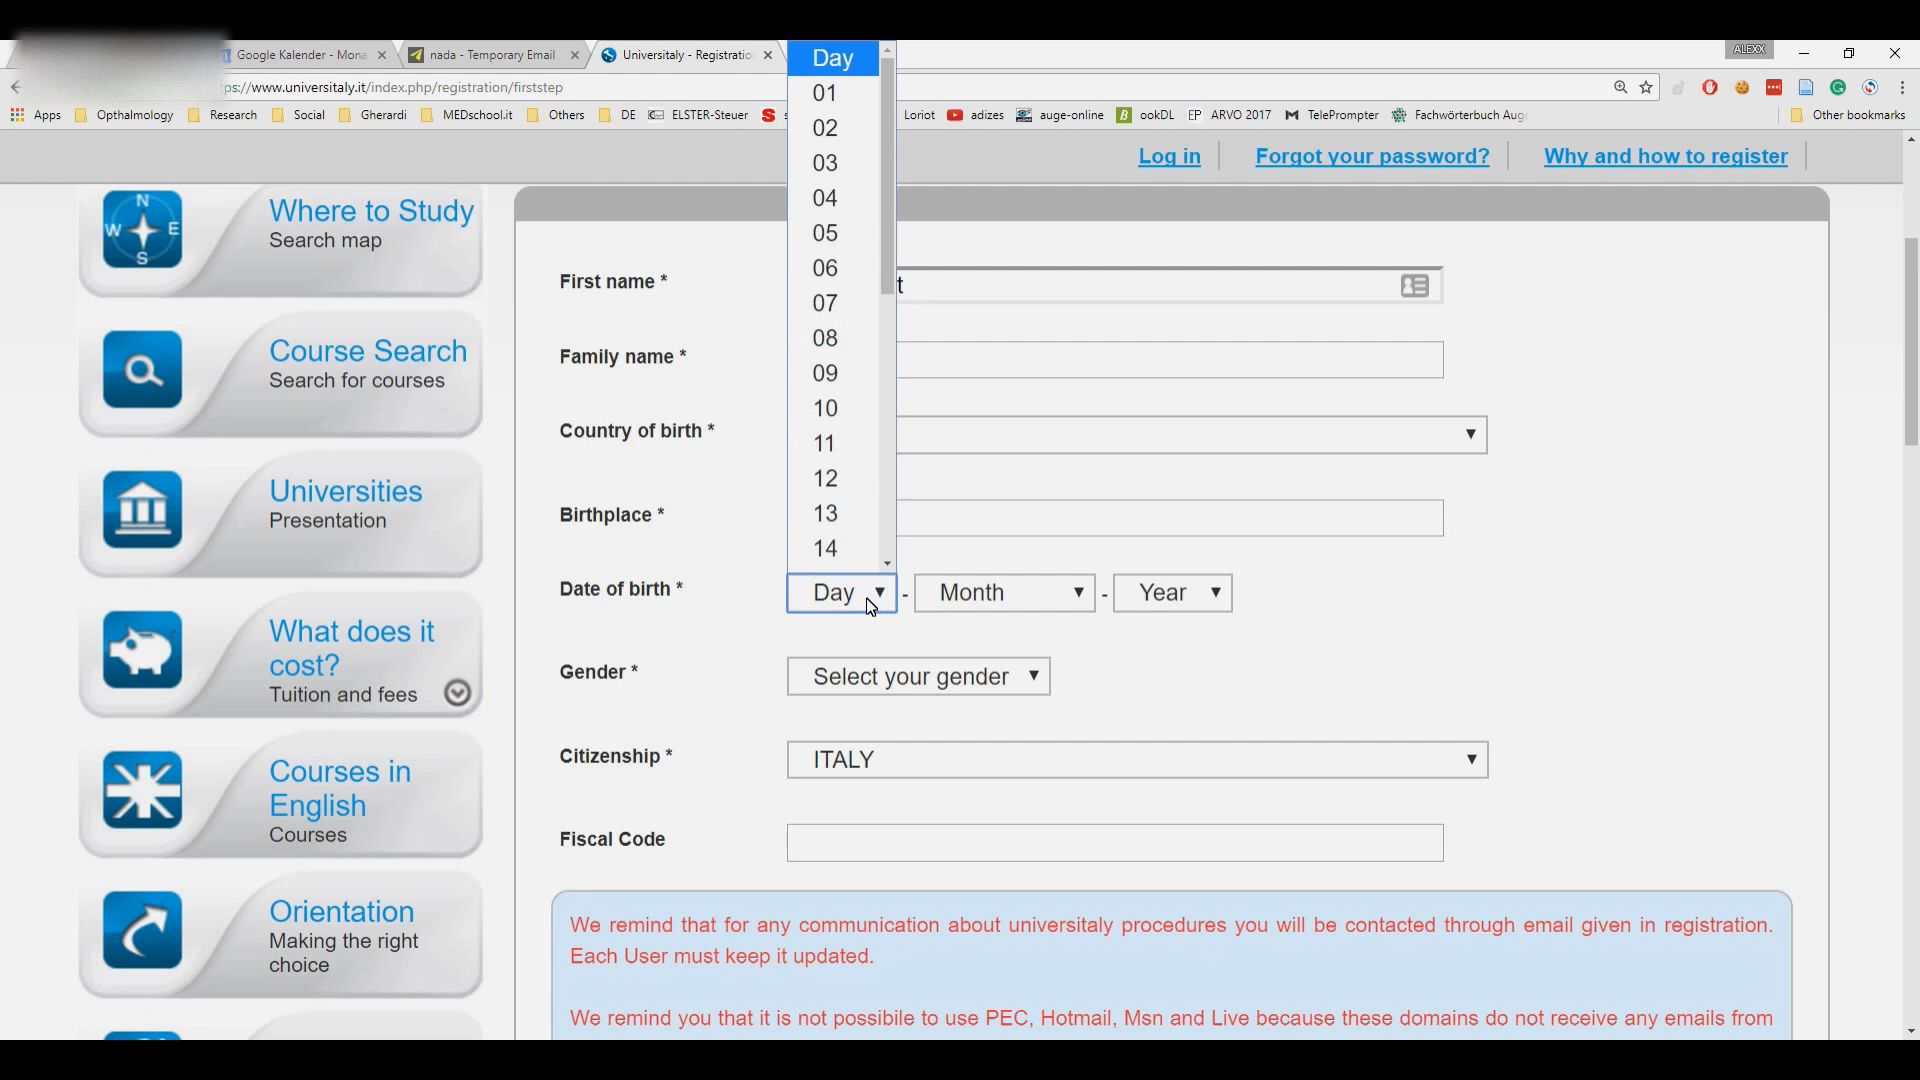 Google Kalender - Mona
nada - Temporary Email
Universitaly - Registratio
ALEXX
ps://www.universitaly.it/index.php/registration/firststep
Apps Opthalmology Research Social Gherardi MEDschool.it Others DE ELSTER-Steuer S s Loriot adizes auge-online B ookDL EP ARVO 2017 TelePrompter Fachwörterbuch Auge Other bookmarks
Log in Forgot your password? Why and how to register
N
W E
S
Where to Study
Search map
Course Search
Search for courses
Universities
Presentation
What does it
cost?
Tuition and fees
Courses in
English
Courses
Orientation
Making the right
choice
Day
01
02
03
04
05
06
07
08
09
10
11
12
13
14
First name * t
Family name *
Country of birth *
Birthplace *
Date of birth * Day - Month - Year
Gender * Select your gender
Citizenship * ITALY
Fiscal Code
We remind that for any communication about universitaly procedures you will be contacted through email given in registration.
Each User must keep it updated.
We remind you that it is not possibile to use PEC, Hotmail, Msn and Live because these domains do not receive any emails from